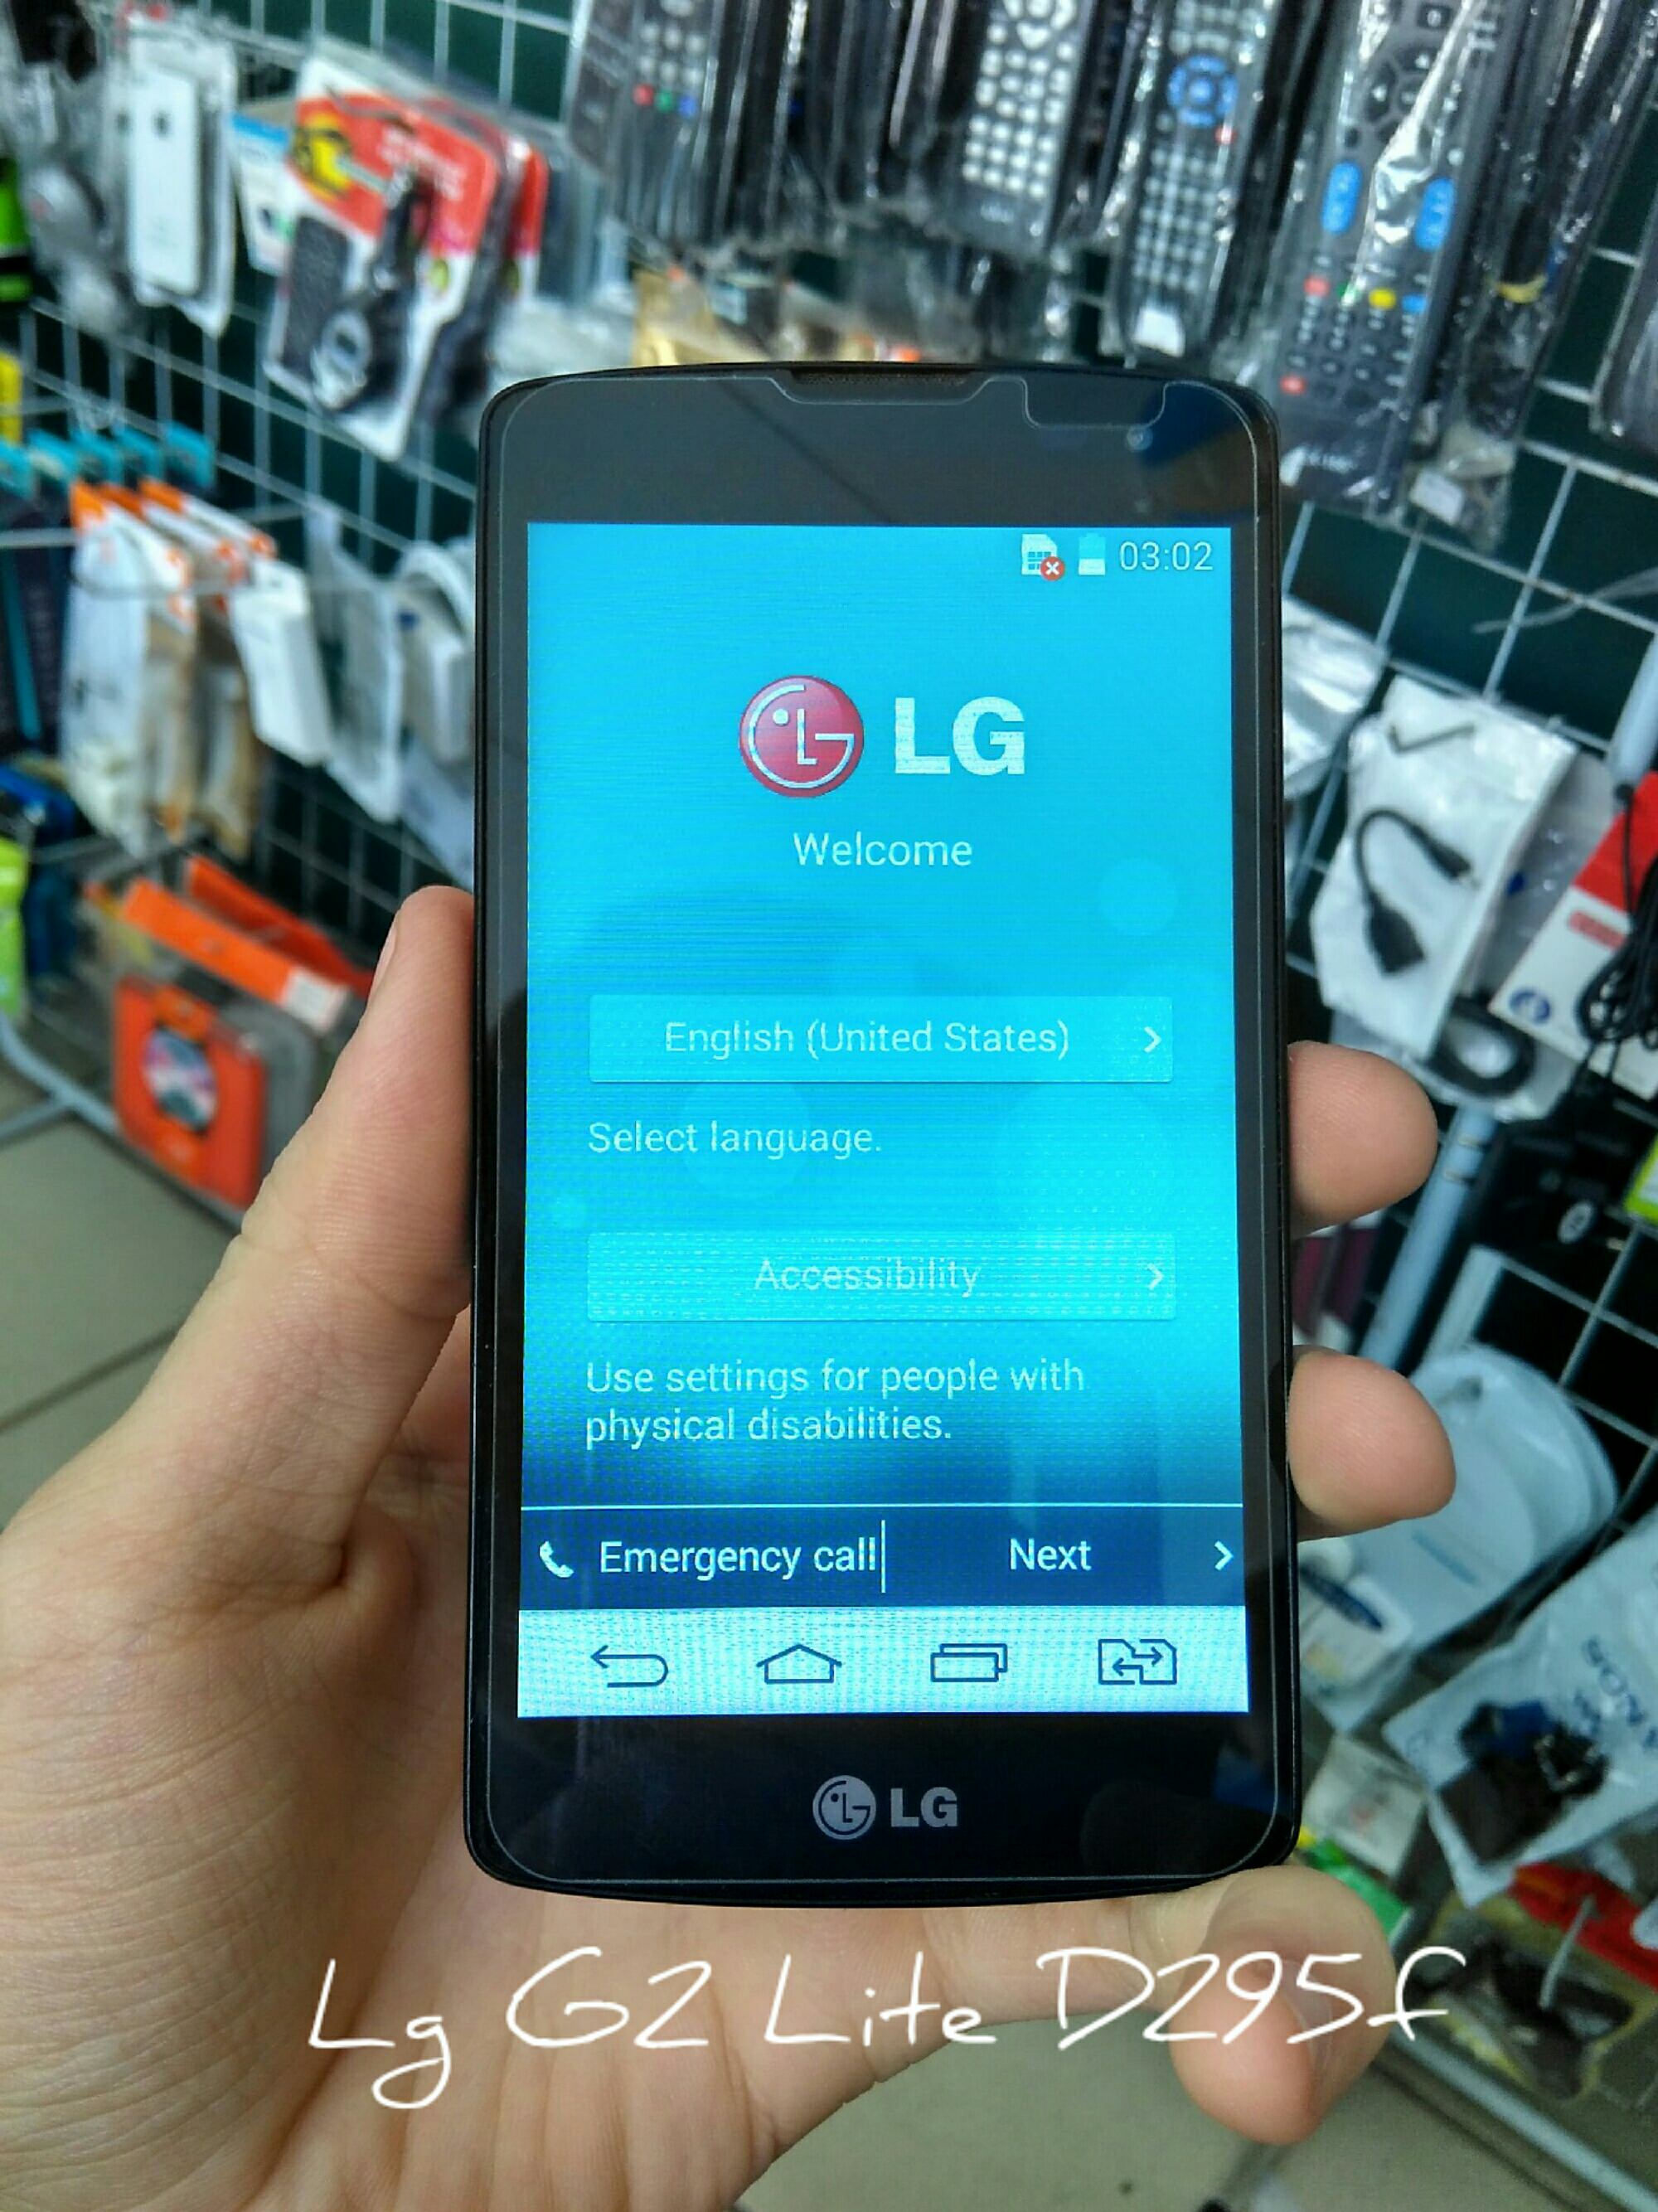 03:02
LG
Welcome
English (United States)
Select language.
Accessibility
Use settings for people with
physical disabilities.
Emergency call
Next
LG
Lg G2 Lite D295f